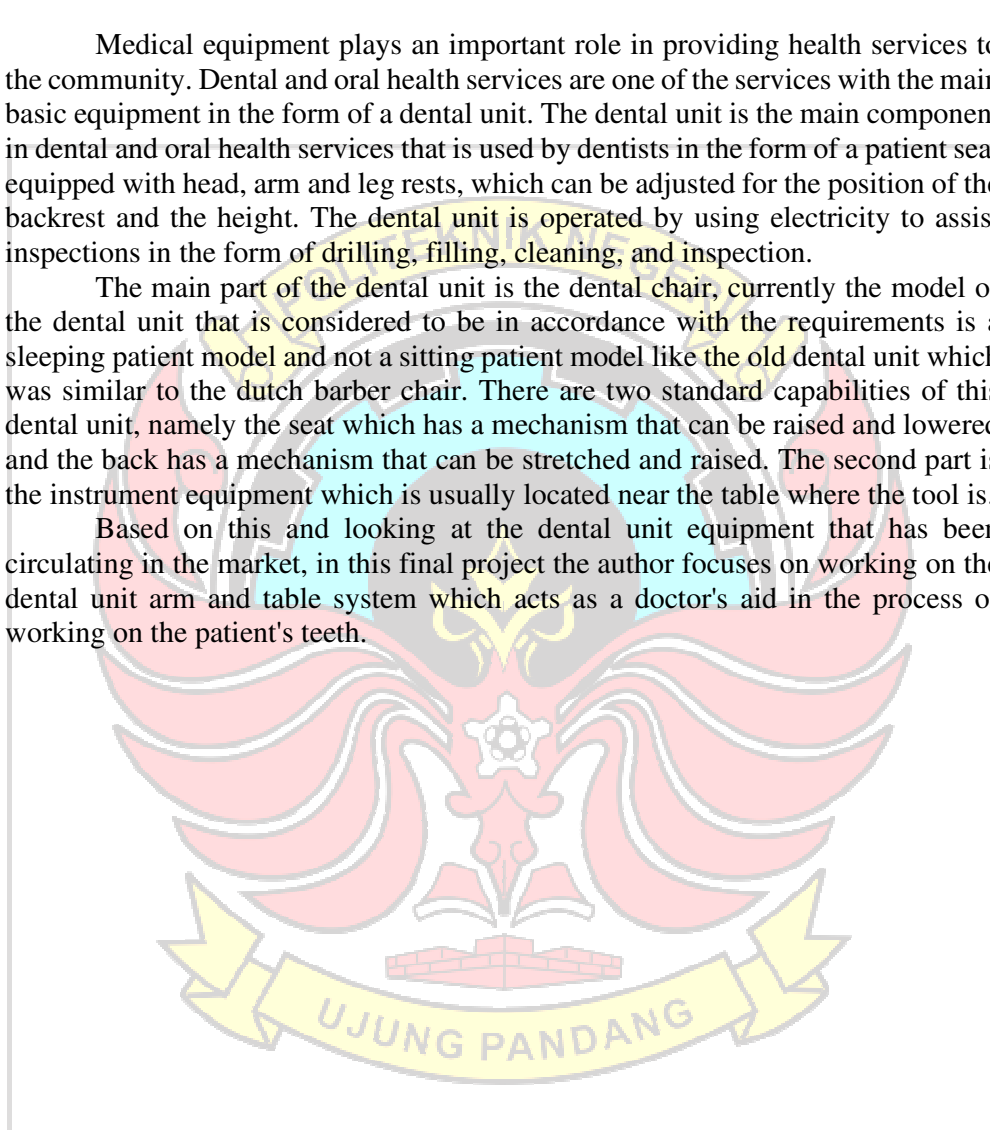 Medical equipment plays an important role in providing health services to
the community. Dental and oral health services are one of the services with the main
basic equipment in the form of a dental unit. The dental unit is the main componen
in dental and oral health services that is used by dentists in the form of a patient sea
equipped with head, arm and leg rests, which can be adjusted for the position of the
backrest and the height. The dental unit is operated by using electricity to assis
inspections in the form of drilling, filling, cleaning, and inspection.
The main part of the dental unit is the dental chair, currently the model o
the dental unit that is considered to be in accordance with the requirements is a
sleeping patient model and not a sitting patient model like the old dental unit which
was similar to the dutch barber chair. There are two standard capabilities of this
dental unit, namely the seat which has a mechanism that can be raised and lowered
and the back has a mechanism that can be stretched and raised. The second part is
the instrument equipment which is usually located near the table where the tool is.
Based on this and looking at the dental unit equipment that has been
circulating in the market, in this final project the author focuses on working on the
dental unit arm and table system which acts as a doctor's aid in the process o
working on the patient's teeth.
POLITEKNIK NEGERI
UJUNG PANDANG